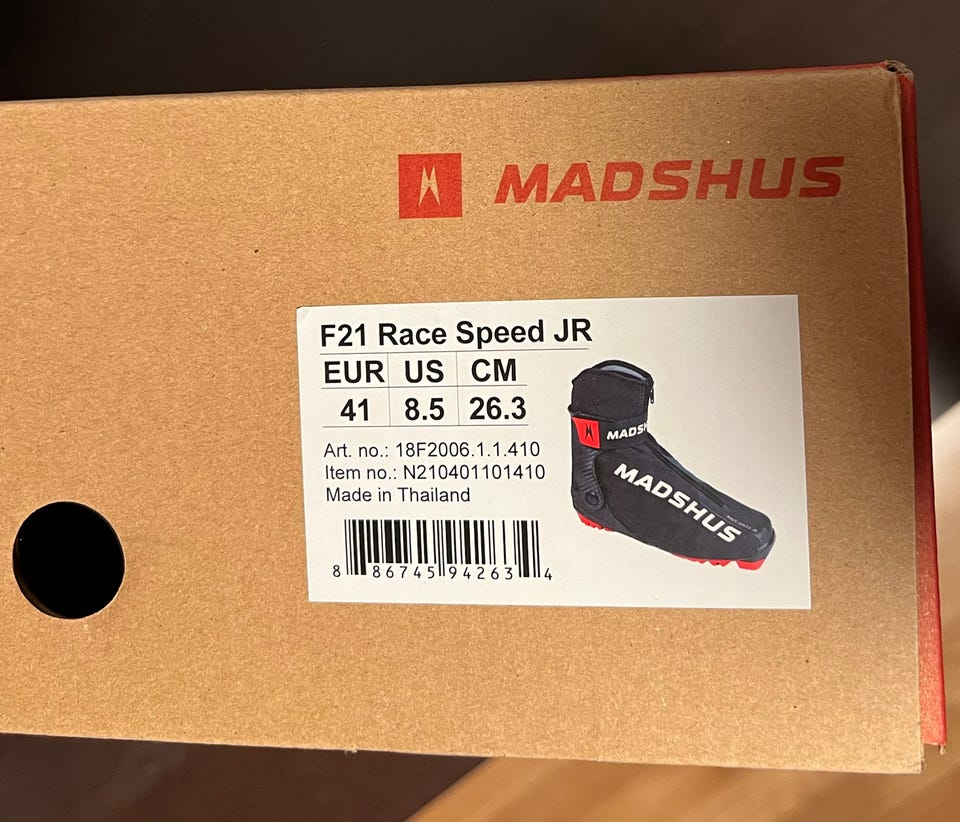 MADSHUS
F21 Race Speed JR
EUR US CM
41 8.5 26.3
Art. no.: 18F2006.1.1.410
Item no.: N210401101410
Made in Thailand
MADSH
MADSHUS
8 86745 94263 4